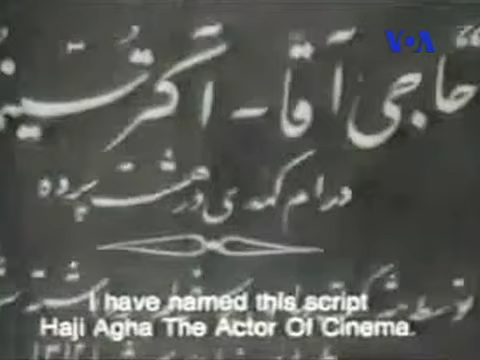 VOA
حاجی آقا - آکتر سینما
درام کمدی در هشت پرده
توسط
I have named this script
Haji Agha The Actor Of Cinema.